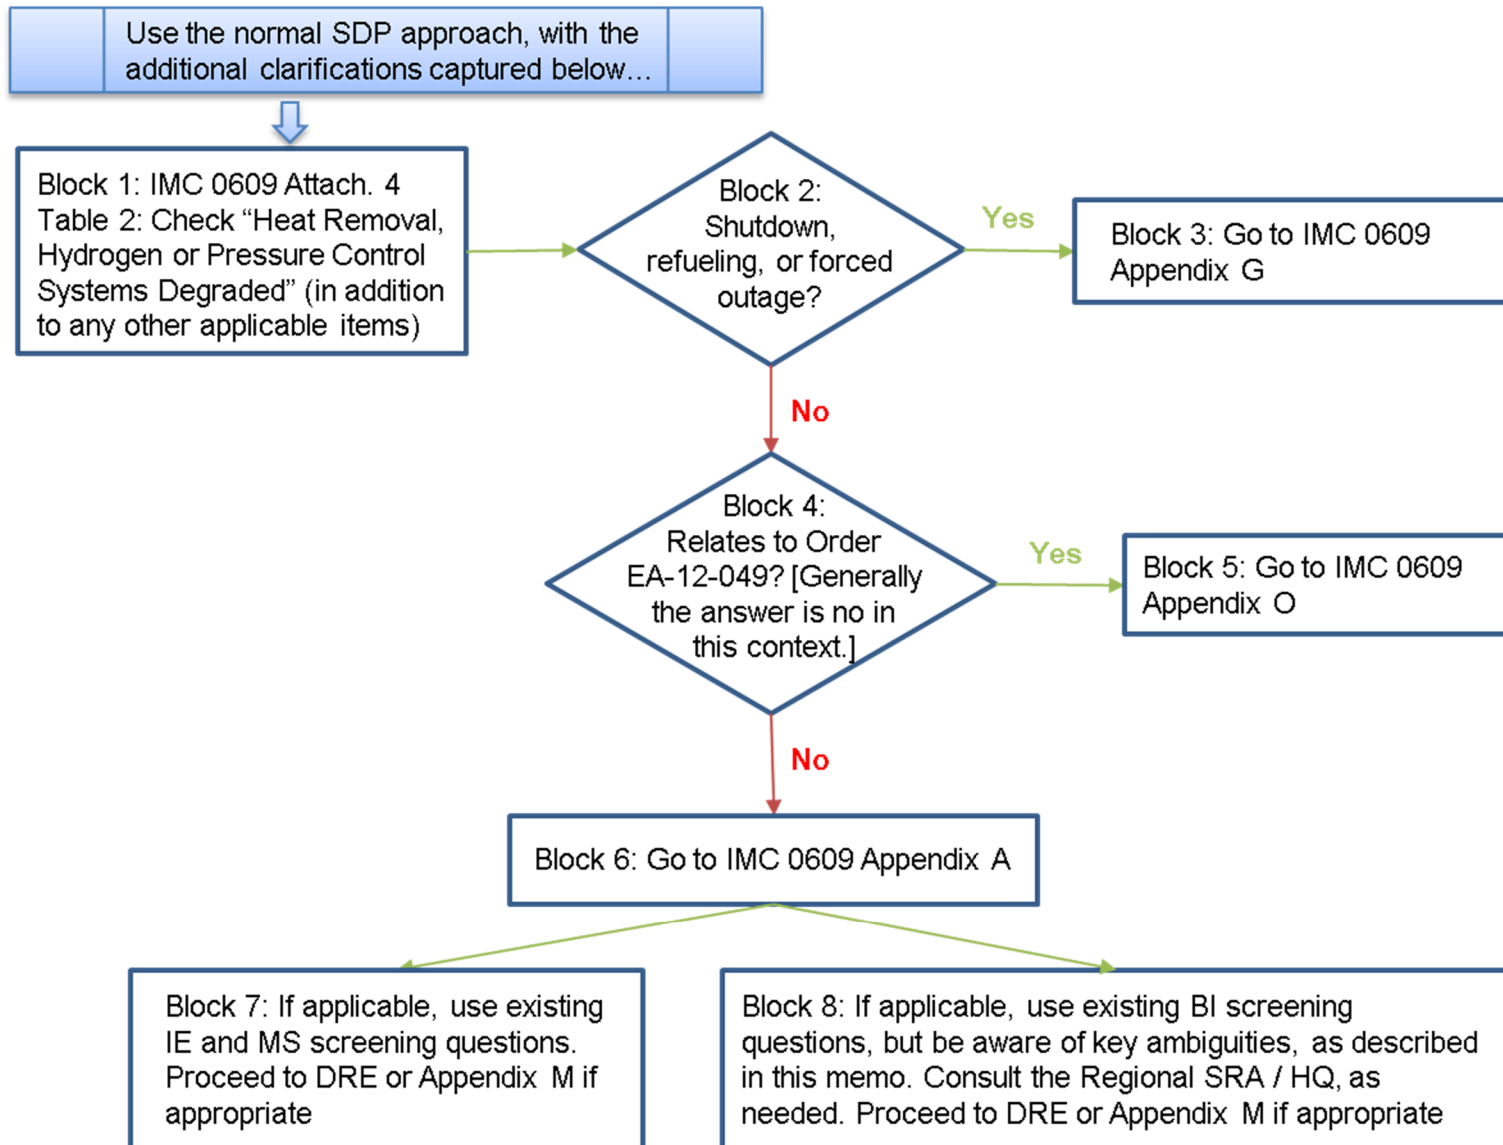 Use the normal SDP approach, with the
additional clarifications captured below…
Block 1: IMC 0609 Attach. 4
Table 2: Check “Heat Removal,
Hydrogen or Pressure Control
Systems Degraded” (in addition
to any other applicable items)
Block 2:
Shutdown,
refueling, or forced
outage?
Yes
Block 3: Go to IMC 0609
Appendix G
No
Block 4:
Relates to Order
EA-12-049? [Generally
the answer is no in
this context.]
Yes
Block 5: Go to IMC 0609
Appendix O
No
Block 6: Go to IMC 0609 Appendix A
Block 7: If applicable, use existing
IE and MS screening questions.
Proceed to DRE or Appendix M if
appropriate
Block 8: If applicable, use existing BI screening
questions, but be aware of key ambiguities, as described
in this memo. Consult the Regional SRA / HQ, as
needed. Proceed to DRE or Appendix M if appropriate